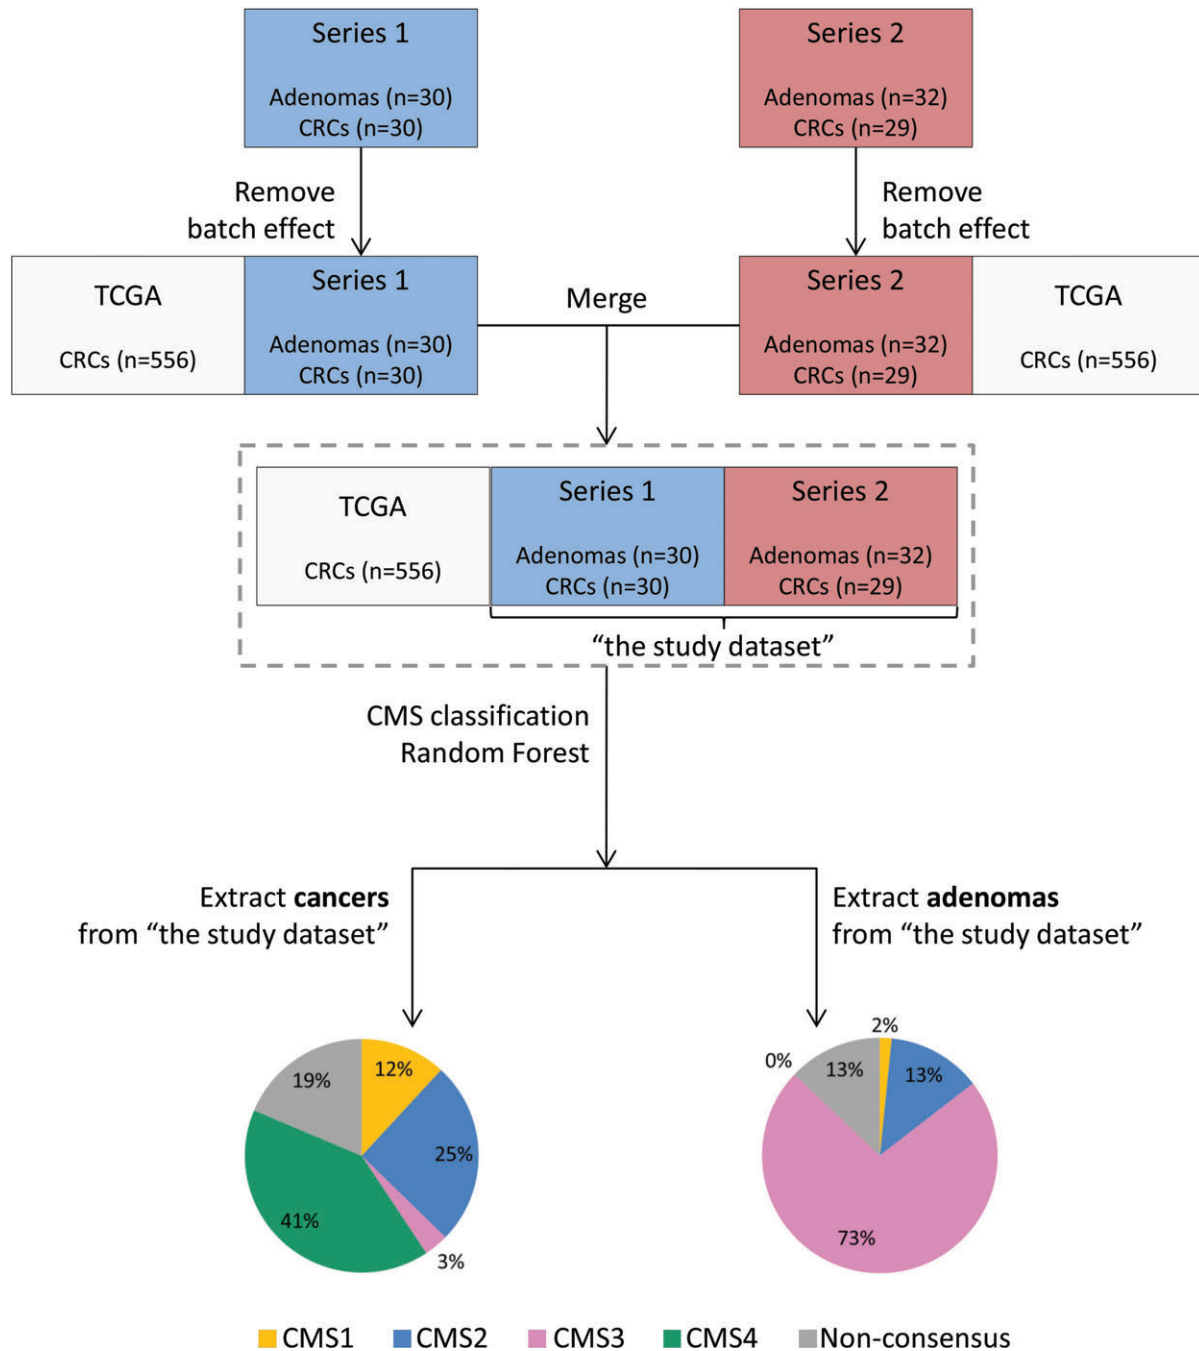 Series 1
Adenomas (n=30)
CRCs (n=30)
Series 2
Adenomas (n=32)
CRCs (n=29)
Remove
batch effect
Remove
batch effect
TCGA
CRCs (n=556)
Series 1
Adenomas (n=30)
CRCs (n=30)
Merge
Series 2
Adenomas (n=32)
CRCs (n=29)
TCGA
CRCs (n=556)
TCGA
CRCs (n=556)
Series 1
Adenomas (n=30)
CRCs (n=30)
Series 2
Adenomas (n=32)
CRCs (n=29)
“the study dataset”
CMS classification
Random Forest
Extract cancers
from “the study dataset”
Extract adenomas
from “the study dataset”
12%
25%
3%
41%
19%
2%
13%
73%
0%
13%
CMS1 CMS2 CMS3 CMS4 Non-consensus